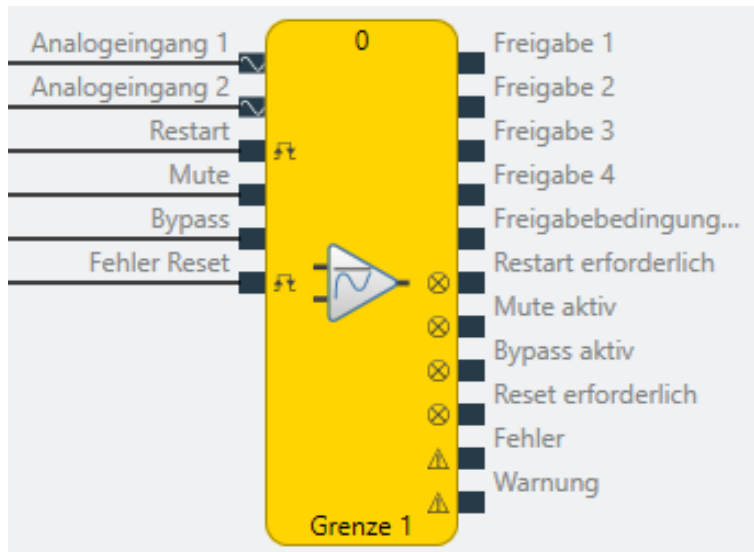 Analogeingang 1
Analogeingang 2
Restart
Mute
Bypass
Fehler Reset
0
Grenze 1
Freigabe 1
Freigabe 2
Freigabe 3
Freigabe 4
Freigabebedingung...
Restart erforderlich
Mute aktiv
Bypass aktiv
Reset erforderlich
Fehler
Warnung